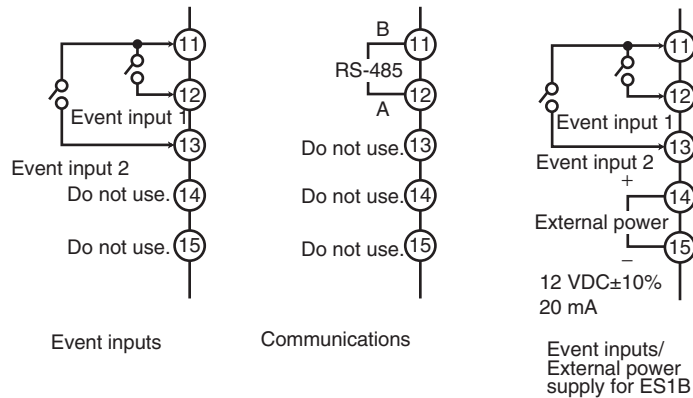 11
12
Event input 1
13
Event input 2
Do not use. 14
Do not use. 15
Event inputs
B
11
RS-485
12
A
Do not use. 13
Do not use. 14
Do not use. 15
Communications
11
12
Event input 1
13
Event input 2
+
14
External power
15
−
12 VDC±10%
20 mA
Event inputs/
External power
supply for ES1B